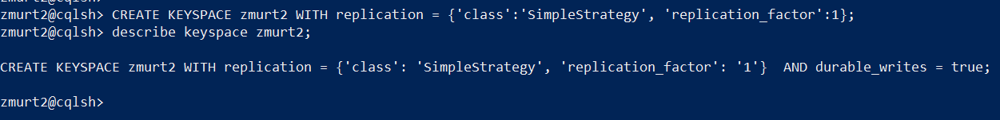 zmurt2@cqlsh> CREATE KEYSPACE zmurt2 WITH replication = {'class':'SimpleStrategy', 'replication_factor':1};
zmurt2@cqlsh> describe keyspace zmurt2;
CREATE KEYSPACE zmurt2 WITH replication = {'class': 'SimpleStrategy', 'replication_factor': '1'}  AND durable_writes = true;
zmurt2@cqlsh>